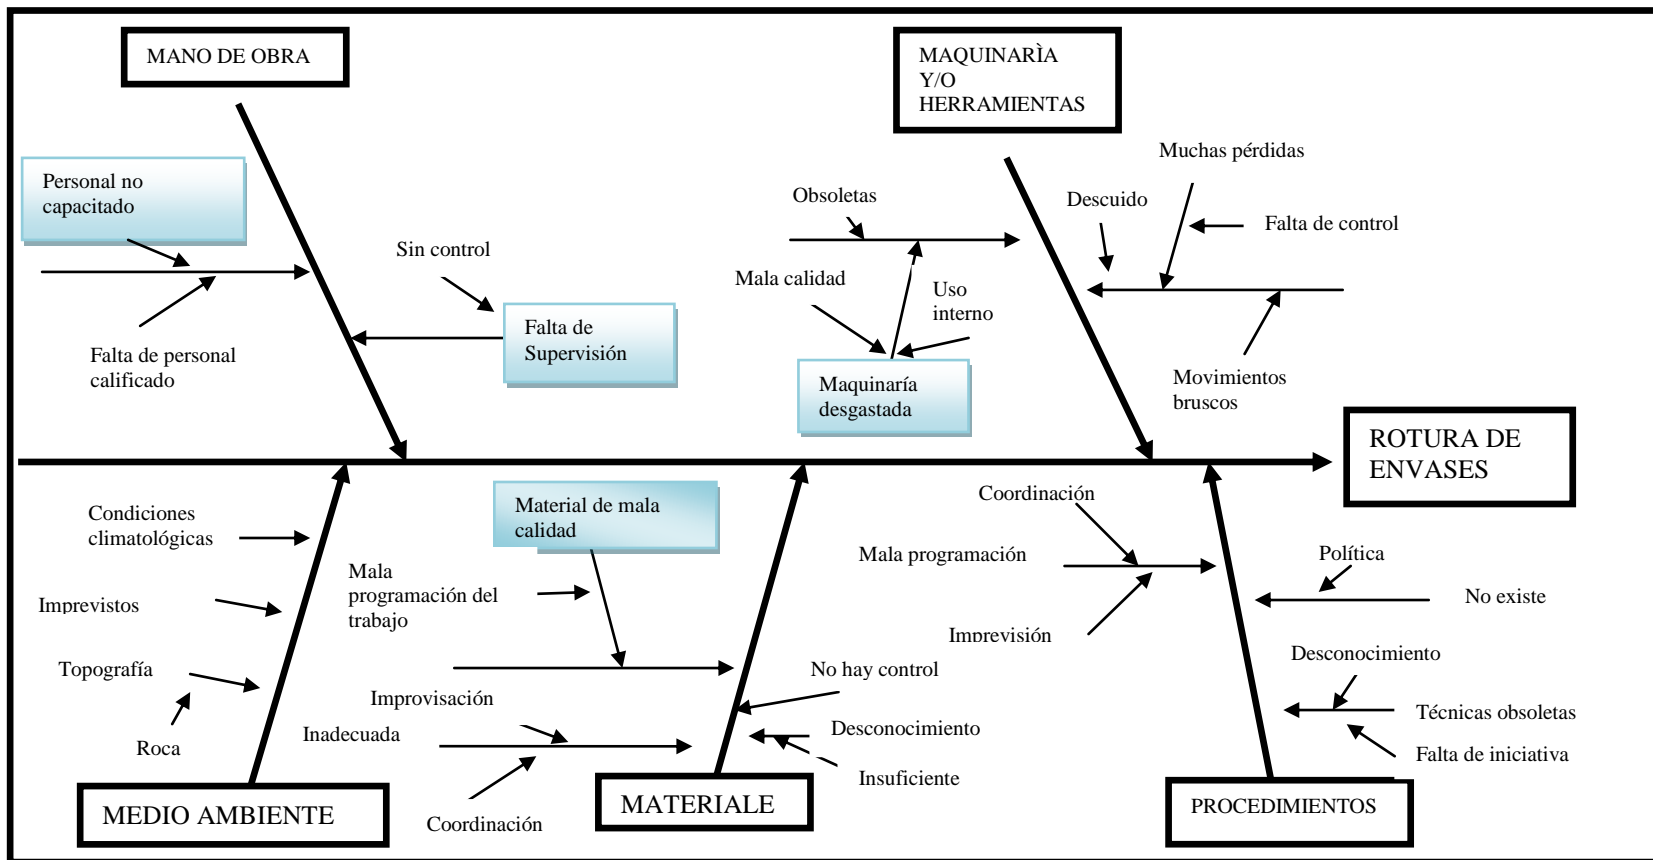 MANO DE OBRA
MAQUINARÌA
Y/O
HERRAMIENTAS
Muchas pérdidas
Personal no
capacitado
Obsoletas
Descuido
Falta de control
Sin control
Mala calidad
Uso
interno
Falta de
Supervisión
Falta de personal
calificado
Maquinaría
desgastada
Movimientos
bruscos
ROTURA DE
ENVASES
Condiciones
climatológicas
Material de mala
calidad
Coordinación
Mala programación
Política
Mala
programación del
trabajo
Imprevistos
No existe
Imprevisión
Topografía
No hay control
Desconocimiento
Improvisación
Inadecuada
Desconocimiento
Técnicas obsoletas
Roca
Insuficiente
Falta de iniciativa
MEDIO AMBIENTE
Coordinación
MATERIALE
PROCEDIMIENTOS